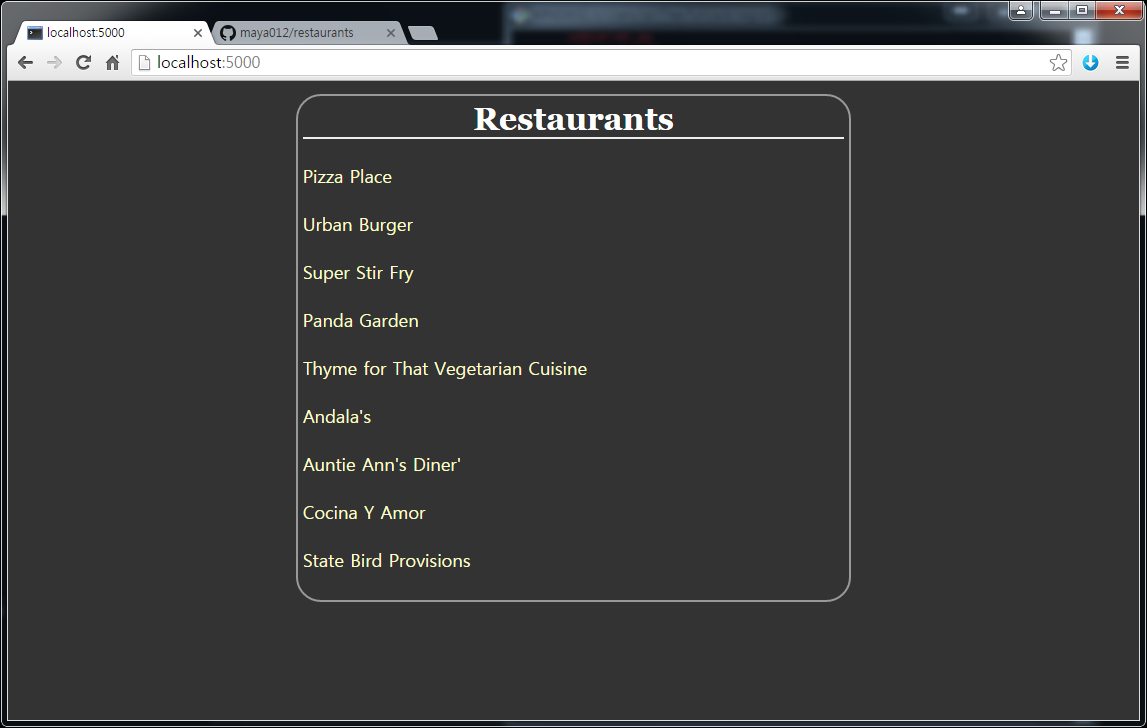 localhost:5000
maya012/restaurants
localhost:5000
Restaurants
Pizza Place
Urban Burger
Super Stir Fry
Panda Garden
Thyme for That Vegetarian Cuisine
Andala's
Auntie Ann's Diner'
Cocina Y Amor
State Bird Provisions